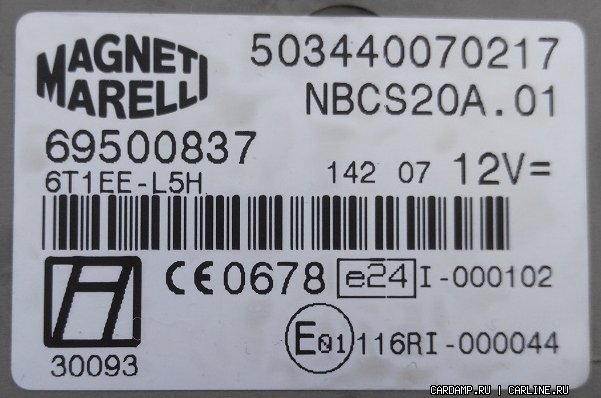 MAGNETI
MARELLI
503440070217
NBCS20A.01
69500837
6T1EE-L5H
142 07 12V=
CE0678 e24 I-000102
30093
E01 116RI-000044
CARDAMP.RU | CARLINE.RU